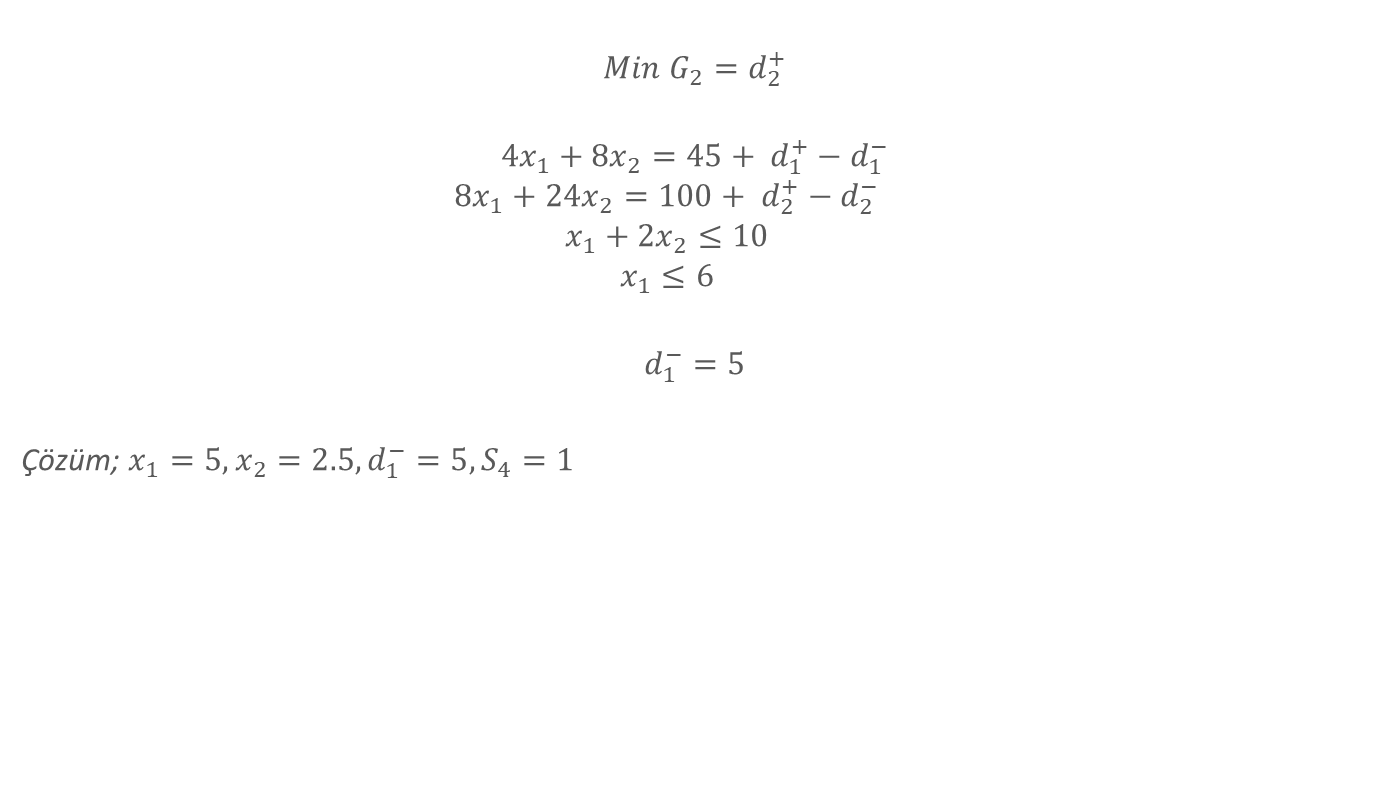 Min G₂ = d₂⁺
4x₁ + 8x₂ = 45 + d₁⁺ − d₁⁻
8x₁ + 24x₂ = 100 + d₂⁺ − d₂⁻
x₁ + 2x₂ ≤ 10
x₁ ≤ 6
d₁⁻ = 5
Çözüm; x₁ = 5, x₂ = 2.5, d₁⁻ = 5, S₄ = 1